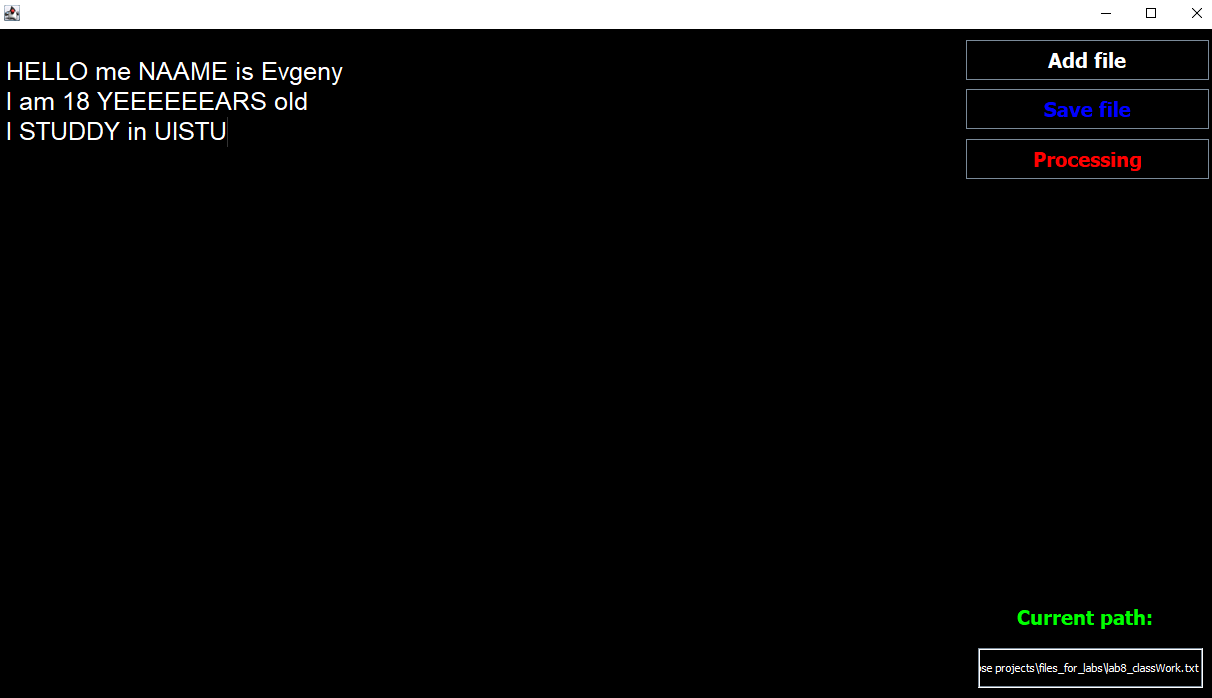 HELLO me NAAME is Evgeny
I am 18 YEEEEEEARS old
I STUDDY in UISTU
Add file
Save file
Processing
Current path:
projects\files_for_labs\lab8_classWork.txt